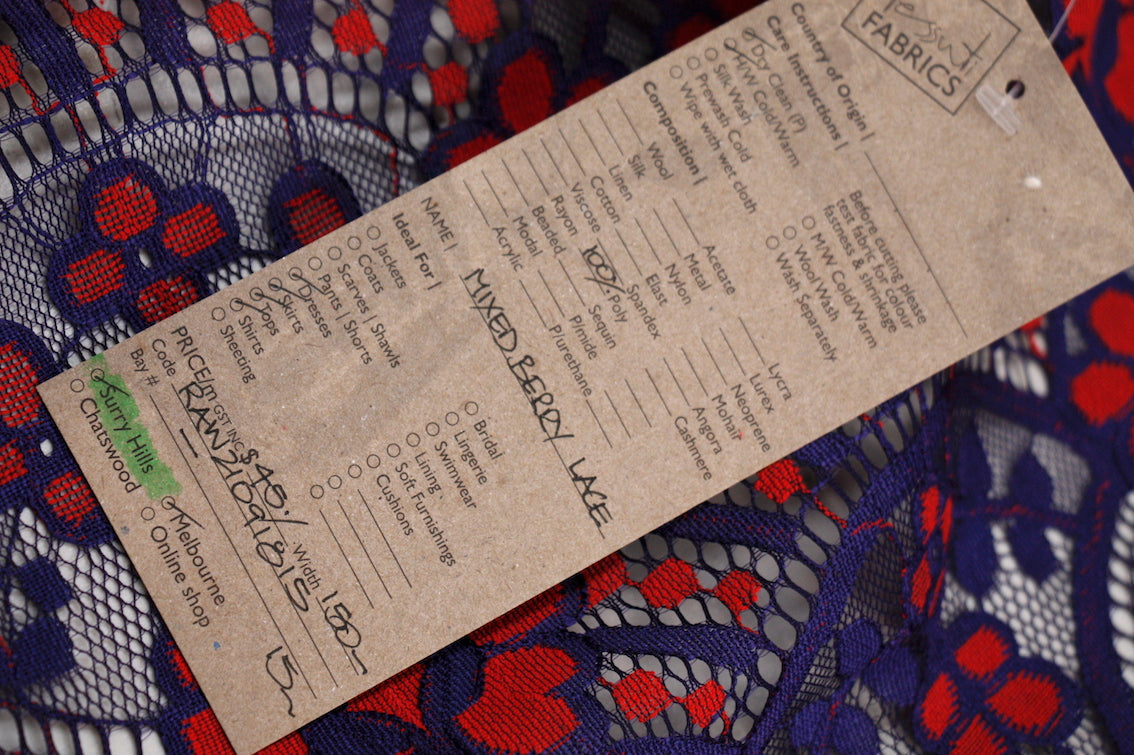 essuti
FABRICS
Country of Origin |
Care Instructions |
Dry Clean (P)
H/W Cold/Warm
Silk Wash
Prewash Cold
Wipe with wet cloth
Before cutting please
test fabric for colour
fastness & shrinkage
M/W Cold/Warm
Wool Wash
Wash Separately
Composition |
Wool
Silk
Linen
Cotton
Viscose
Rayon
Beaded
Modal
Acrylic
Acetate
Metal
Nylon
Elast
Spandex
100% Poly
Sequin
P/mide
P/urethane
Lycra
Lurex
Neoprene
Mohair
Angora
Cashmere
NAME | MIXED BERRY LACE
Ideal For |
Jackets
Coats
Scarves | Shawls
Pants | Shorts
Dresses
Skirts
Tops
Shirts
Sheeting
Bridal
Lingerie
Swimwear
Lining
Soft Furnishings
Cushions
PRICE/m GST INC $45. Width 150
Code RAW21091815
Bay # 15m
Surry Hills
Melbourne
Chatswood
Online shop